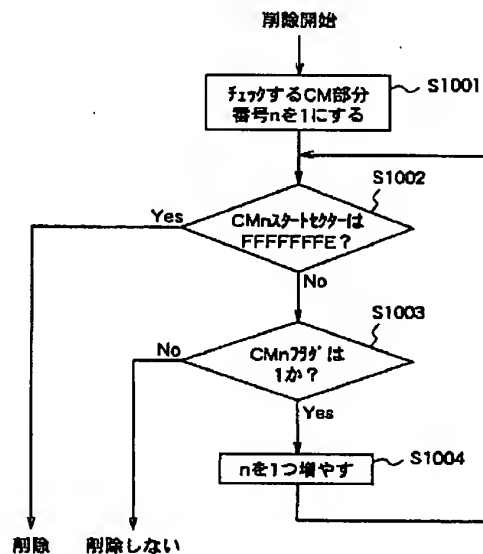 削除開始
S1001
チェックするCM部分
番号nを1にする
S1002
Yes
CMnスタートセクターは
FFFFFFFE？
No
S1003
No
CMnフラグは
1か？
Yes
S1004
nを1つ増やす
削除
削除しない